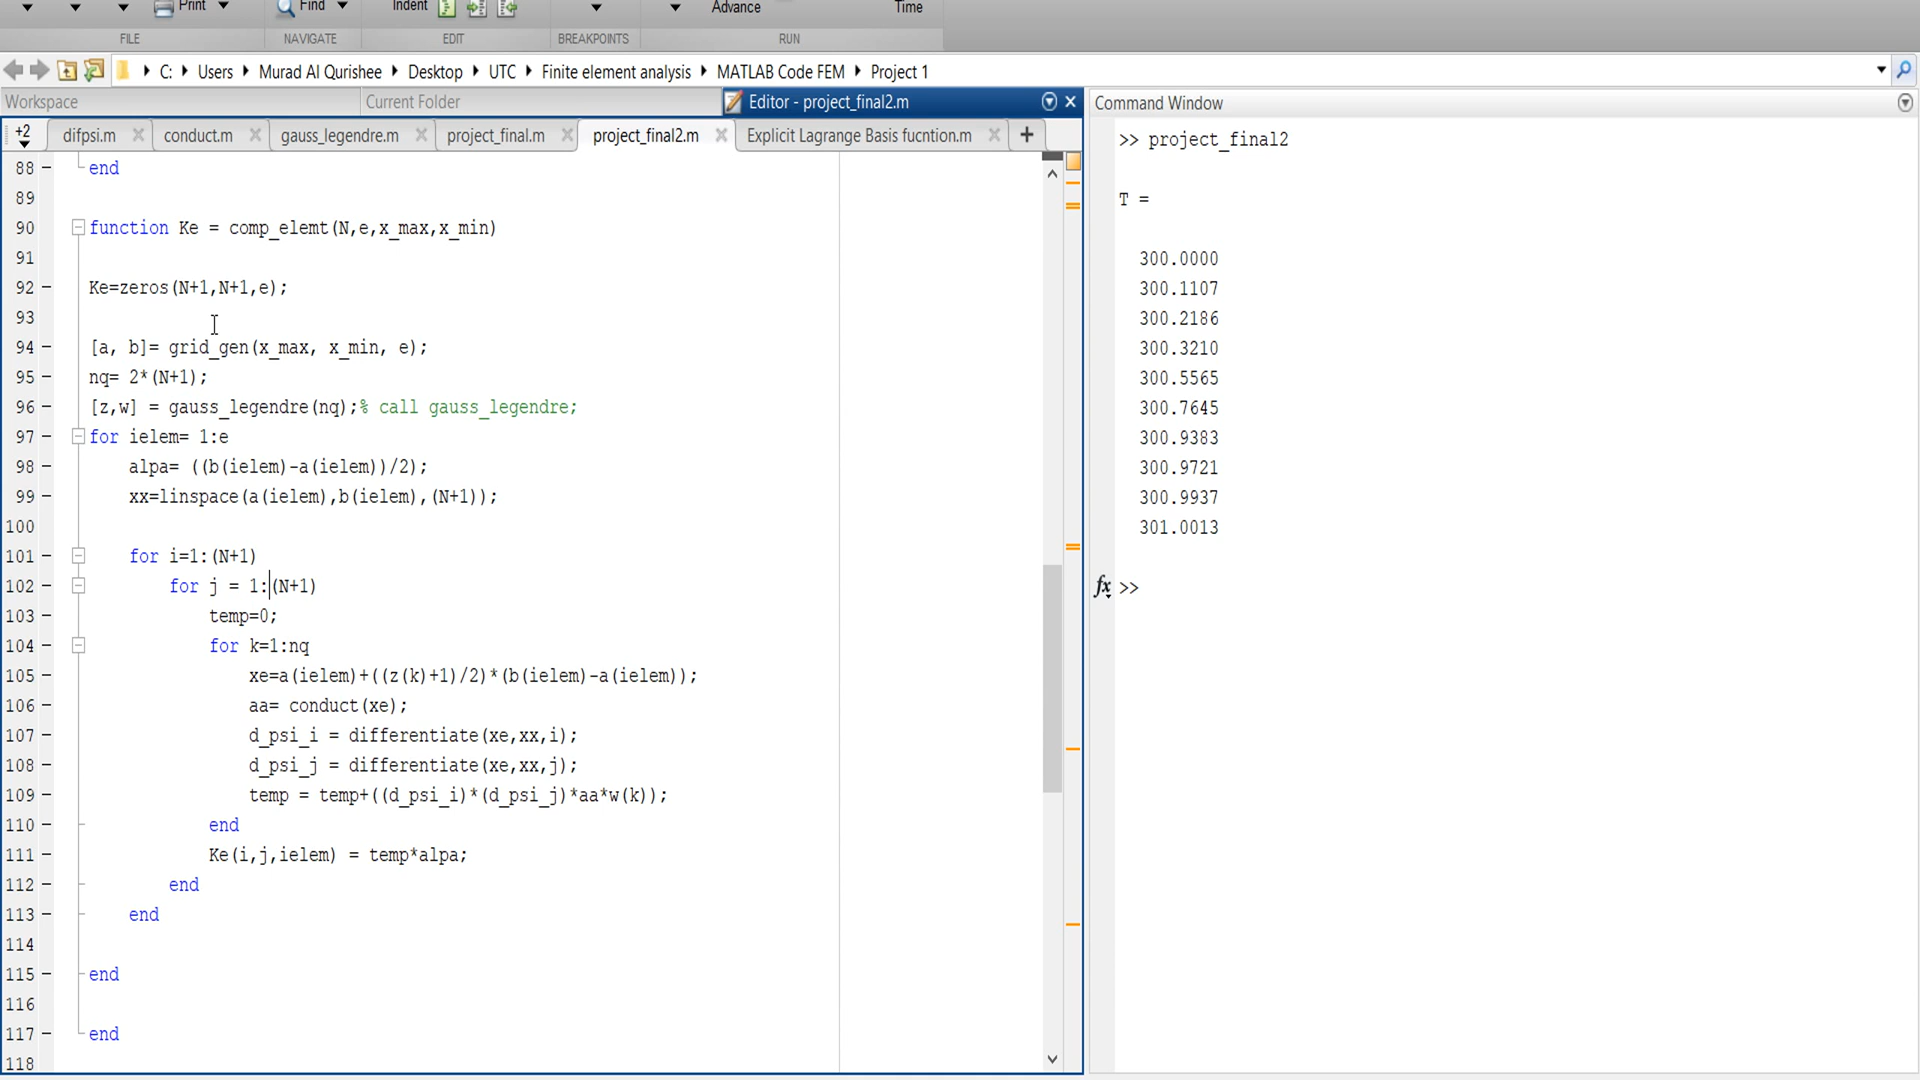 Print Find Indent Advance Time
FILE NAVIGATE EDIT BREAKPOINTS RUN
C: Users Murad Al Qurishee Desktop UTC Finite element analysis MATLAB Code FEM Project 1
Workspace Current Folder Editor - project_final2.m Command Window
+2 difpsi.m conduct.m gauss_legendre.m project_final.m project_final2.m Explicit Lagrange Basis fucntion.m
88 end
89
90 function Ke = comp_elemt(N,e,x_max,x_min)
91
92 Ke=zeros(N+1,N+1,e);
93
94 [a, b]= grid_gen(x_max, x_min, e);
95 nq= 2*(N+1);
96 [z,w] = gauss_legendre(nq);% call gauss_legendre;
97 for ielem= 1:e
98 alpa= ((b(ielem)-a(ielem))/2);
99 xx=linspace(a(ielem),b(ielem),(N+1));
100
101 for i=1:(N+1)
102 for j = 1:(N+1)
103 temp=0;
104 for k=1:nq
105 xe=a(ielem)+((z(k)+1)/2)*(b(ielem)-a(ielem));
106 aa= conduct(xe);
107 d_psi_i = differentiate(xe,xx,i);
108 d_psi_j = differentiate(xe,xx,j);
109 temp = temp+((d_psi_i)*(d_psi_j)*aa*w(k));
110 end
111 Ke(i,j,ielem) = temp*alpa;
112 end
113 end
114
115 end
116
117 end
118
>> project_final2
T =
300.0000
300.1107
300.2186
300.3210
300.5565
300.7645
300.9383
300.9721
300.9937
301.0013
fx >>